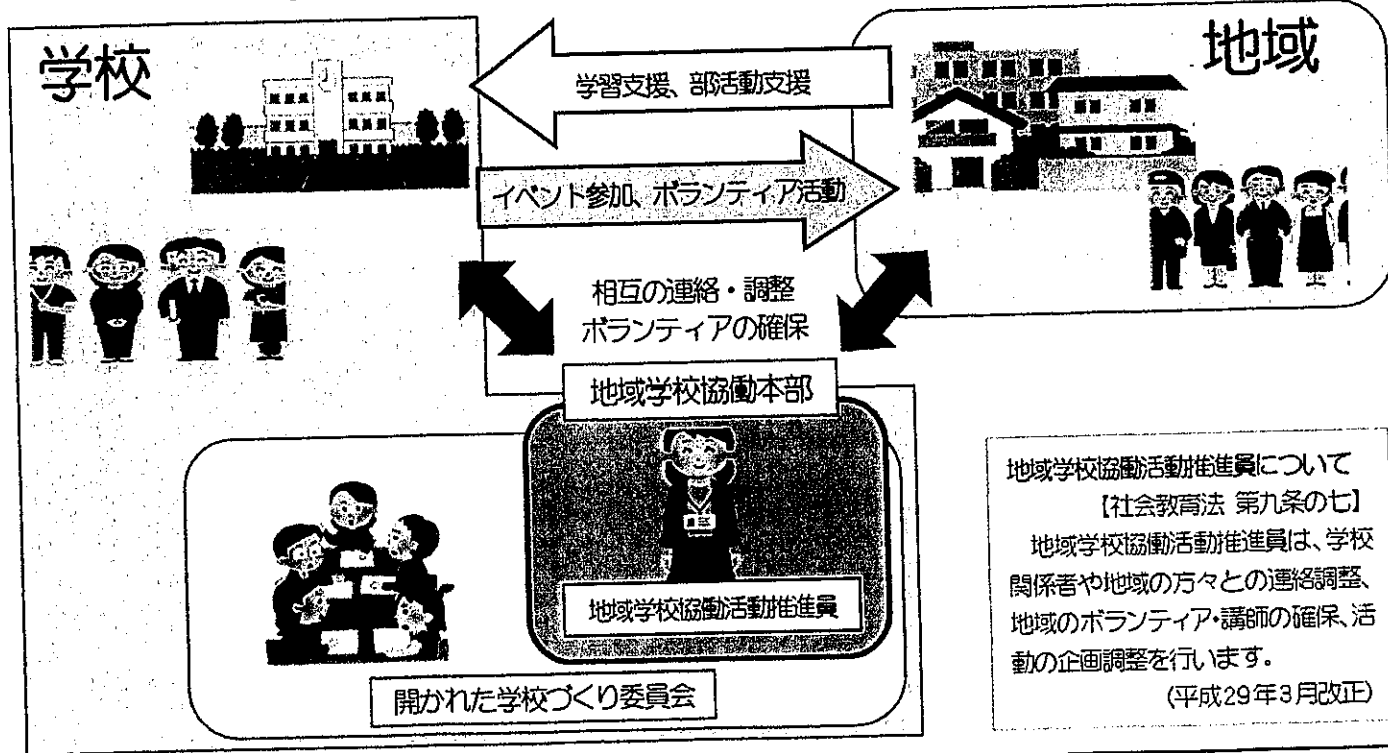 学校
地域
学習支援、部活動支援
イベント参加、ボランティア活動
相互の連絡・調整
ボランティアの確保
地域学校協働本部
地域学校協働活動推進員
開かれた学校づくり委員会
地域学校協働活動推進員について
【社会教育法 第九条の七】
地域学校協働活動推進員は、学校
関係者や地域の方々との連絡調整、
地域のボランティア・講師の確保、活
動の企画調整を行います。
(平成29年3月改正)